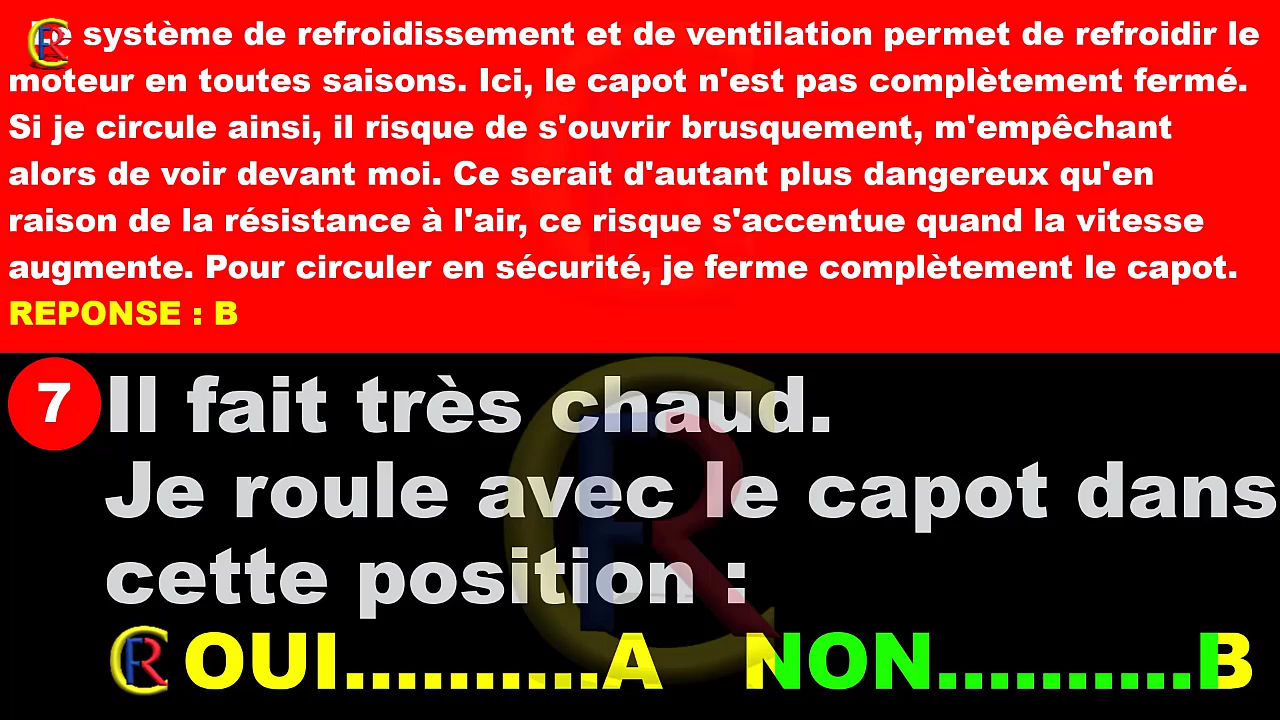 Le système de refroidissement et de ventilation permet de refroidir le
moteur en toutes saisons. Ici, le capot n'est pas complètement fermé.
Si je circule ainsi, il risque de s'ouvrir brusquement, m'empêchant
alors de voir devant moi. Ce serait d'autant plus dangereux qu'en
raison de la résistance à l'air, ce risque s'accentue quand la vitesse
augmente. Pour circuler en sécurité, je ferme complètement le capot.
REPONSE : B
7 Il fait très chaud.
Je roule avec le capot dans
cette position :
CFR OUI..........A NON..........B